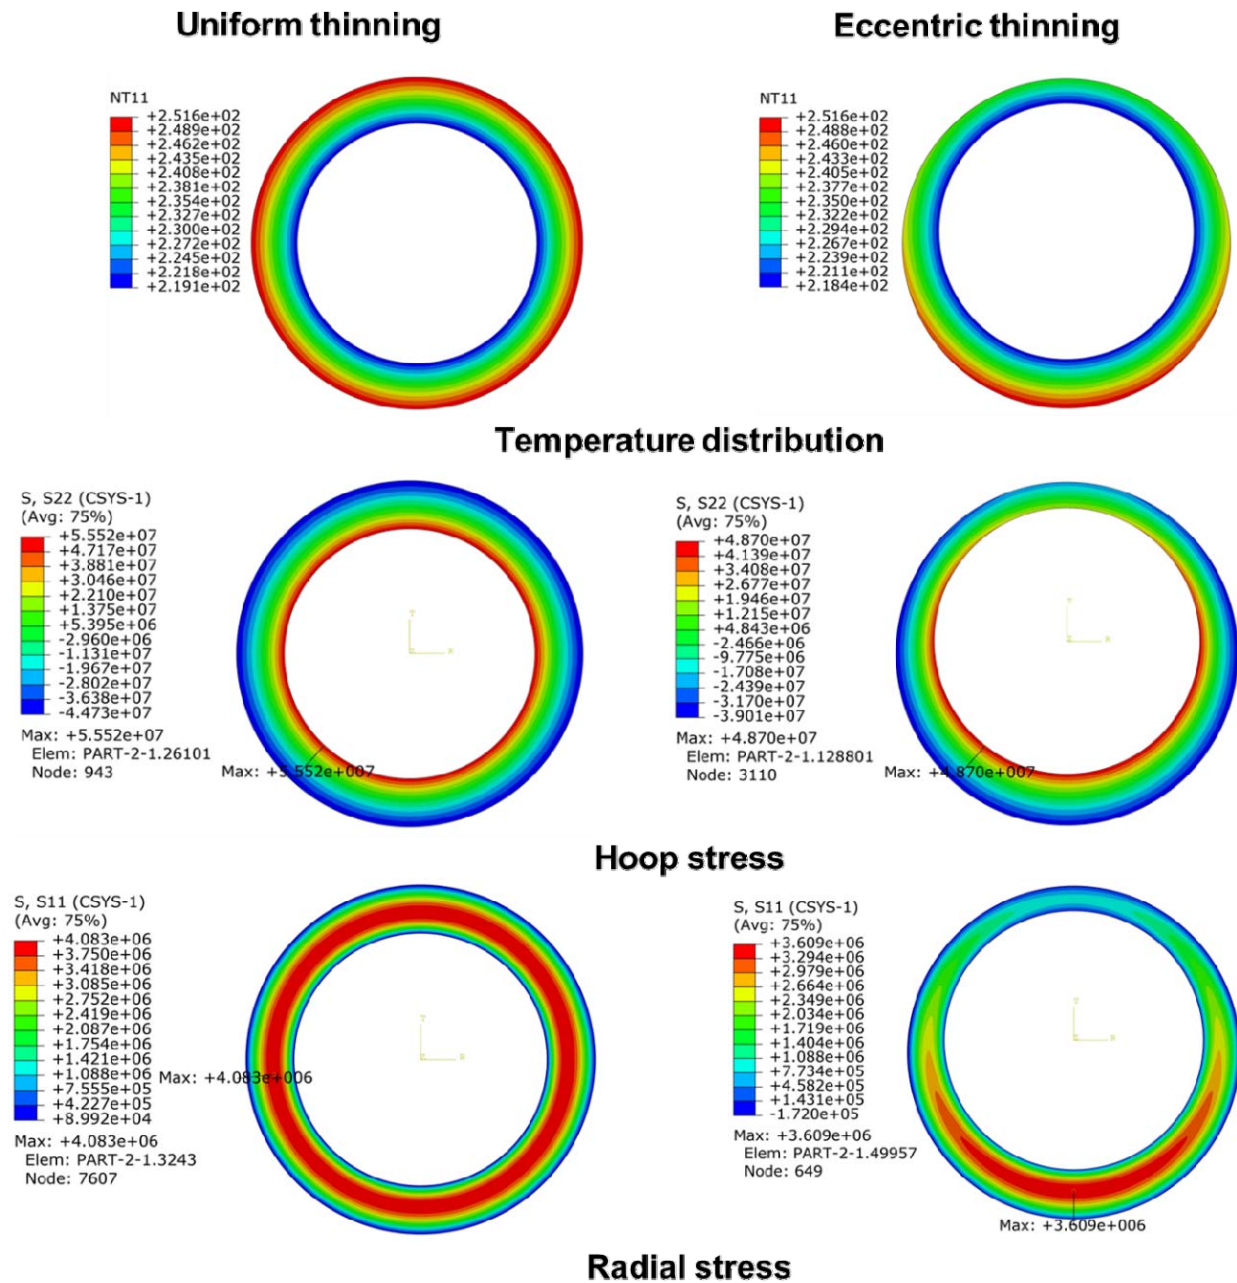 Uniform thinning
Eccentric thinning
NT11
+2.516e+02
+2.489e+02
+2.462e+02
+2.435e+02
+2.408e+02
+2.381e+02
+2.354e+02
+2.327e+02
+2.300e+02
+2.272e+02
+2.245e+02
+2.218e+02
+2.191e+02
NT11
+2.516e+02
+2.488e+02
+2.460e+02
+2.433e+02
+2.405e+02
+2.377e+02
+2.350e+02
+2.322e+02
+2.294e+02
+2.267e+02
+2.239e+02
+2.211e+02
+2.184e+02
Temperature distribution
S, S22 (CSYS-1)
(Avg: 75%)
+5.552e+07
+4.717e+07
+3.881e+07
+3.046e+07
+2.210e+07
+1.375e+07
+5.395e+06
-2.960e+06
-1.131e+07
-1.967e+07
-2.802e+07
-3.638e+07
-4.473e+07
Max: +5.552e+07
Elem: PART-2-1.26101
Node: 943
Max: +5.552e+007
S, S22 (CSYS-1)
(Avg: 75%)
+4.870e+07
+4.139e+07
+3.408e+07
+2.677e+07
+1.946e+07
+1.215e+07
+4.843e+06
-2.466e+06
-9.775e+06
-1.708e+07
-2.439e+07
-3.170e+07
-3.901e+07
Max: +4.870e+07
Elem: PART-2-1.128801
Node: 3110
Max: +4.870e+007
Hoop stress
S, S11 (CSYS-1)
(Avg: 75%)
+4.083e+06
+3.750e+06
+3.418e+06
+3.085e+06
+2.752e+06
+2.419e+06
+2.087e+06
+1.754e+06
+1.421e+06
+1.088e+06
+7.555e+05
+4.227e+05
+8.992e+04
Max: +4.083e+06
Elem: PART-2-1.3243
Node: 7607
Max: +4.083e+006
S, S11 (CSYS-1)
(Avg: 75%)
+3.609e+06
+3.294e+06
+2.979e+06
+2.664e+06
+2.349e+06
+2.034e+06
+1.719e+06
+1.404e+06
+1.088e+06
+7.734e+05
+4.582e+05
+1.431e+05
-1.720e+05
Max: +3.609e+06
Elem: PART-2-1.49957
Node: 649
Max: +3.609e+006
Radial stress